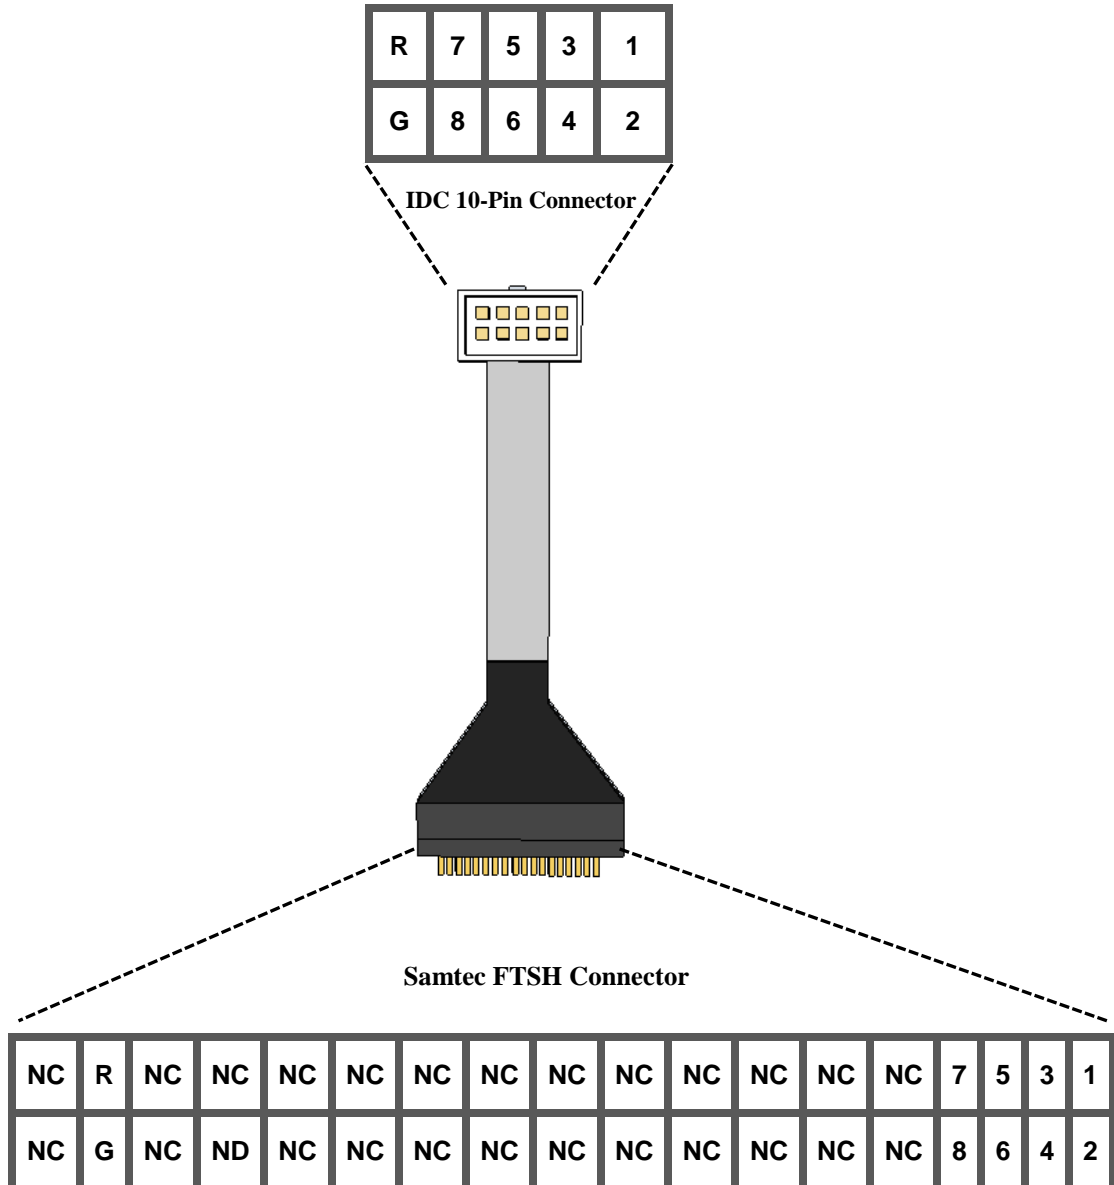 R 7 5 3 1
G 8 6 4 2
IDC 10-Pin Connector
Samtec FTSH Connector
NC R NC NC NC NC NC NC NC NC NC NC NC NC 7 5 3 1
NC G NC ND NC NC NC NC NC NC NC NC NC NC 8 6 4 2